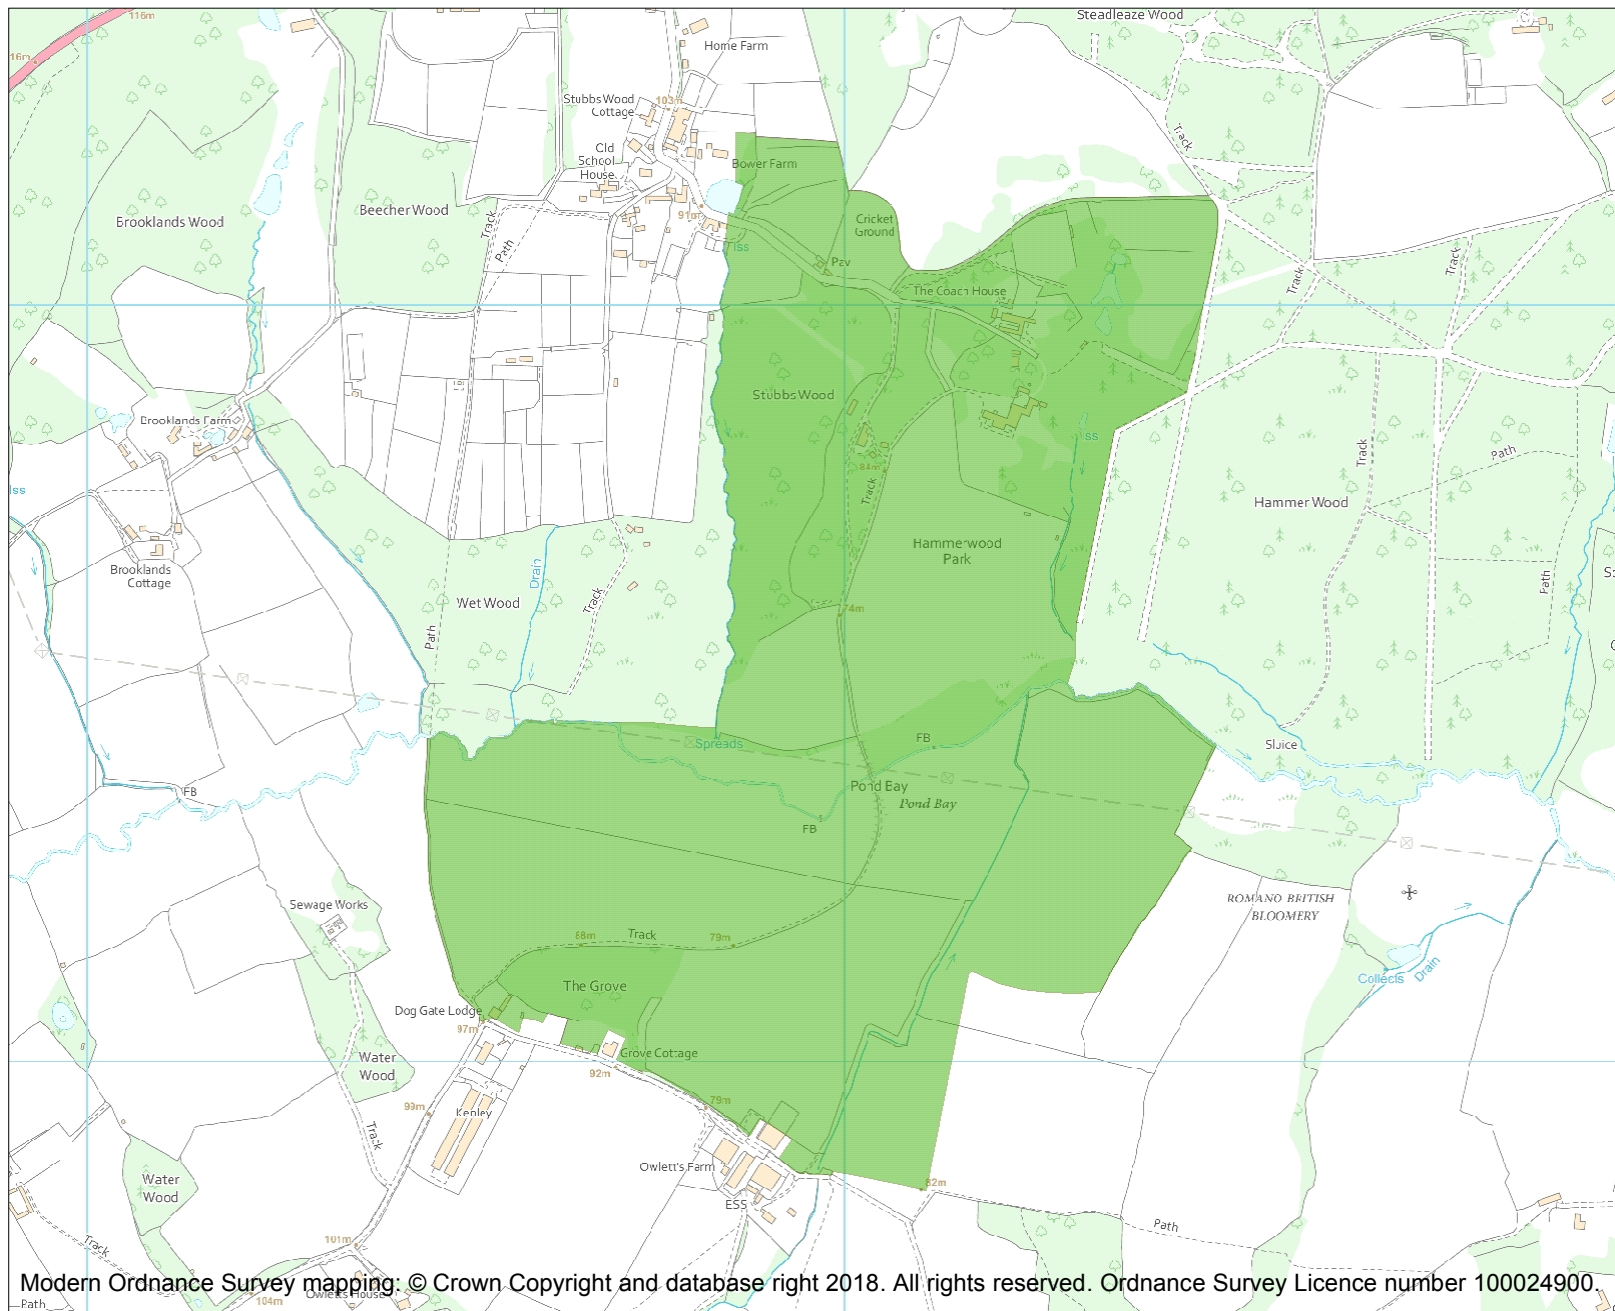 116m
Steadleaze Wood
Home Farm
16m
Stubbs Wood
Cottage
103m
Track
Old
School
House
Bower Farm
Brooklands Wood
Beecher Wood
Track
Path
91m
Cricket
Ground
Iss
Pav
Track
Track
The Coach House
Stubbs Wood
Brooklands Farm
Iss
Track
Path
84m
Track
Iss
Hammer Wood
Hammerwood
Park
Brooklands
Cottage
Drain
Wet Wood
Track
Path
Path
74m
Spreads
FB
Sluice
Pond Bay
Pond Bay
FB
FB
ROMANO-BRITISH
BLOOMERY
Sewage Works
88m
Track
79m
Collects
Drain
The Grove
Dog Gate Lodge
97m
Grove Cottage
Water
Wood
92m
79m
99m
Kepley
Track
Owlett's Farm
Water
Wood
82m
ESS
Path
Track
101m
Modern Ordnance Survey mapping: © Crown Copyright and database right 2018. All rights reserved. Ordnance Survey Licence number 100024900.
Owletts House
104m
Path